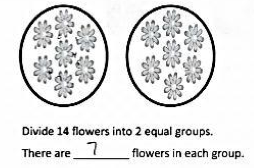 Divide 14 flowers into 2 equal groups.
There are 7 flowers in each group.